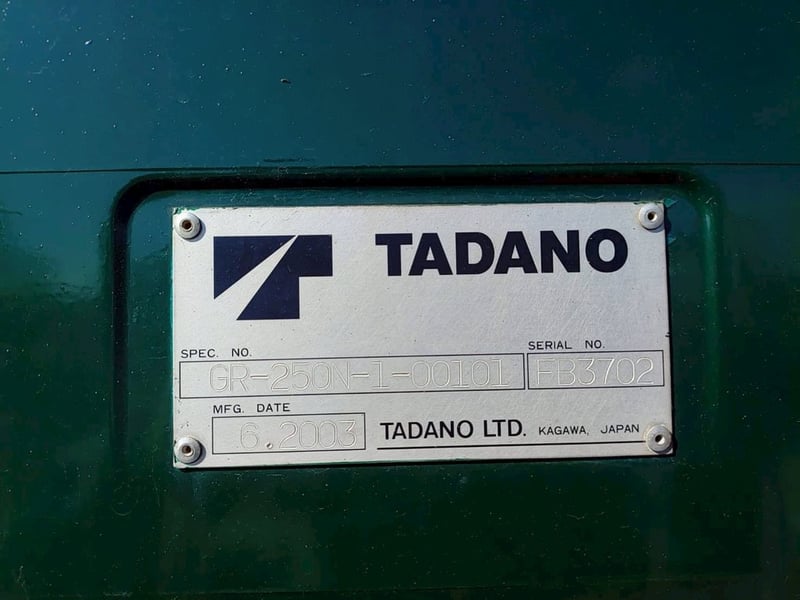 TADANO
SPEC. NO.
SERIAL NO.
GR-250N-1-00101
FB3702
MFG. DATE
6.2003
TADANO LTD. KAGAWA, JAPAN